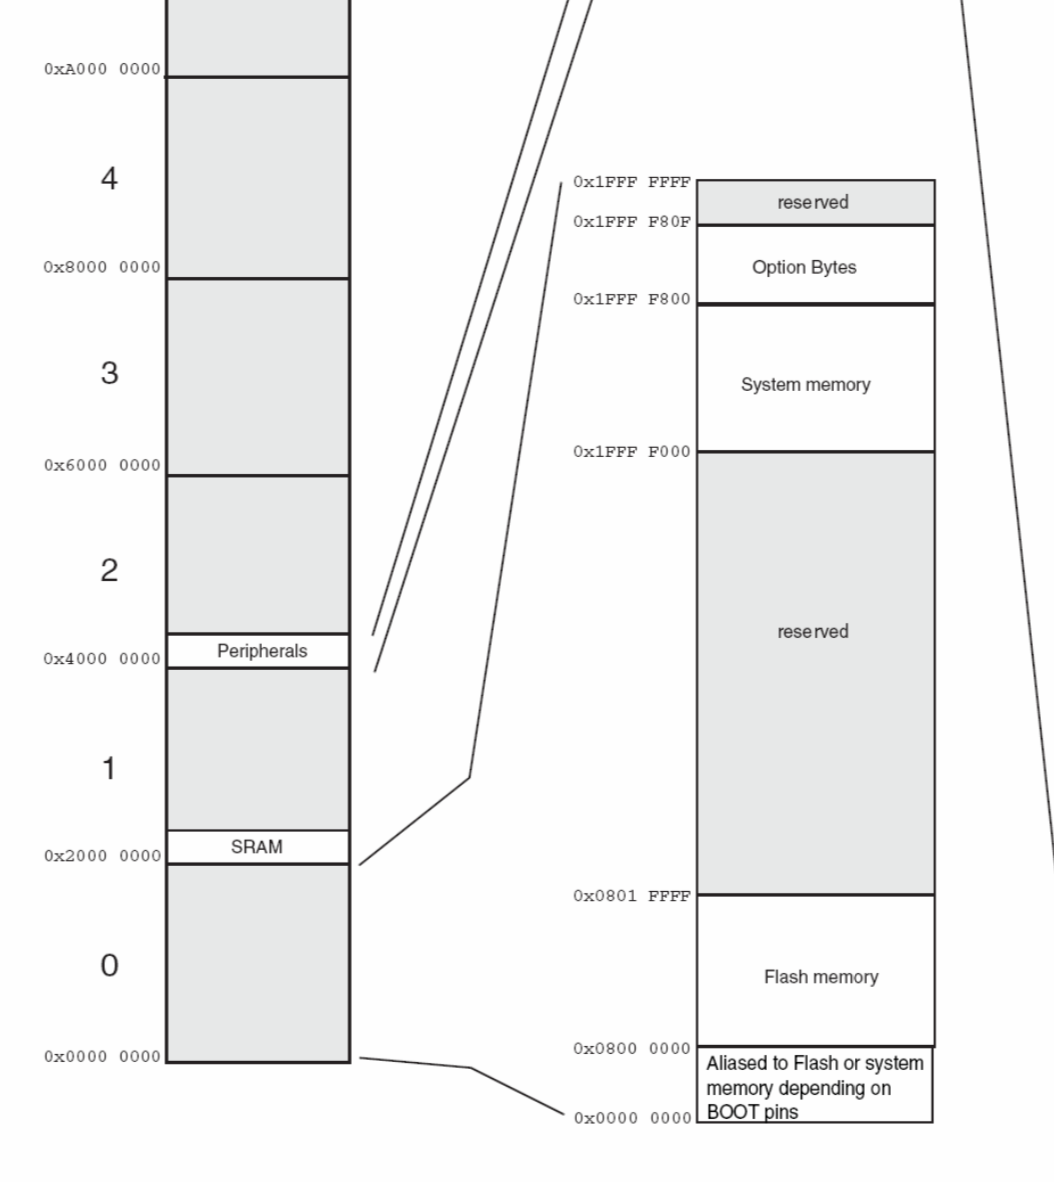 0xA000 0000
4
0x8000 0000
3
0x6000 0000
2
Peripherals
0x4000 0000
1
SRAM
0x2000 0000
0
0x0000 0000
0x1FFF FFFF
reserved
0x1FFF F80F
Option Bytes
0x1FFF F800
System memory
0x1FFF F000
reserved
0x0801 FFFF
Flash memory
0x0800 0000
Aliased to Flash or system
memory depending on
BOOT pins
0x0000 0000